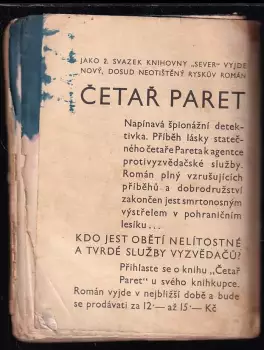 JAKO 2. SVAZEK KNIHOVNY „SEVER" VYJDE
NOVÝ, DOSUD NEOTIŠTĚNÝ RYSKŮV ROMÁN
ČETAŘ PARET
Napínavá špionážní detek-
tivka. Příběh lásky stateč-
ného četaře Pareta k agentce
protivyzvědačské služby.
Román plný vzrušujících
příběhů a dobrodružství
zakončen jest smrtonosným
výstřelem v pohraničním
lesíku...
KDO JEST OBĚTÍ NELÍTOSTNÉ
A TVRDÉ SLUŽBY VYZVĚDAČŮ?
Přihlaste se o knihu „Četař
Paret" u svého knihkupce.
Román vyjde v nejbližší době a bude
se prodávati za 12·— až 15·— Kč